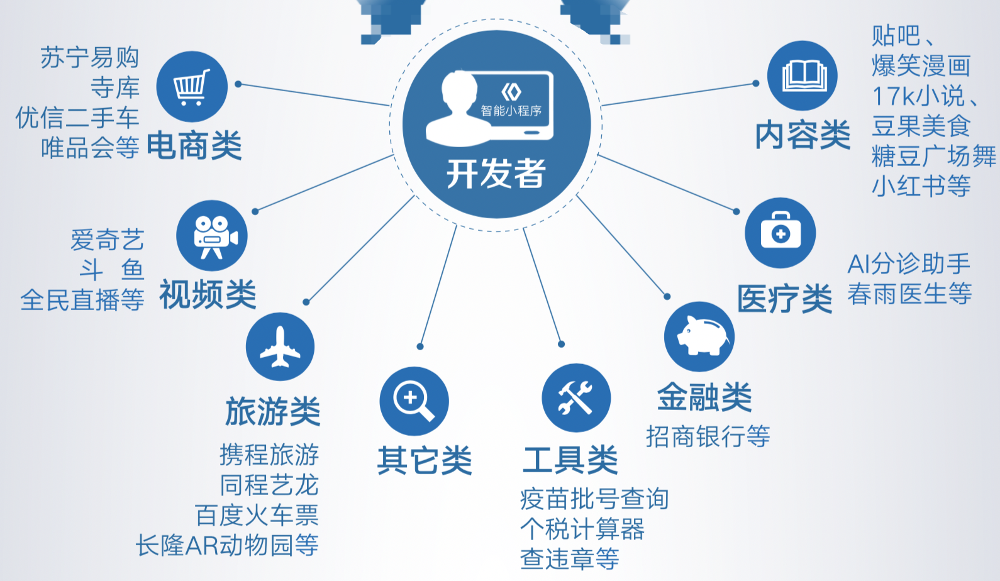 智能小程序
开发者
苏宁易购
寺库
优信二手车
唯品会等
电商类
爱奇艺
斗 鱼
全民直播等
视频类
旅游类
携程旅游
同程艺龙
百度火车票
长隆AR动物园等
其它类
工具类
疫苗批号查询
个税计算器
查违章等
金融类
招商银行等
医疗类
AI分诊助手
春雨医生等
内容类
贴吧、
爆笑漫画
17k小说、
豆果美食
糖豆广场舞
小红书等